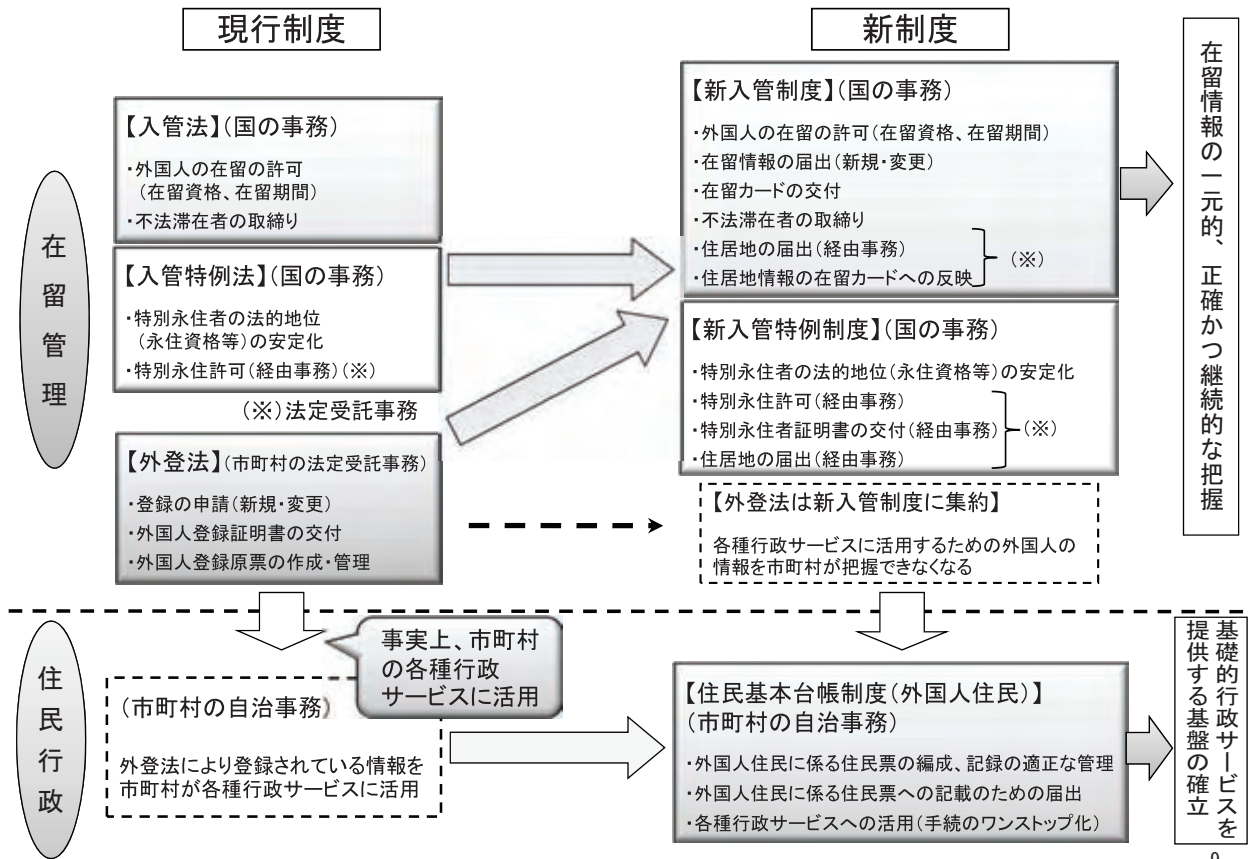 現行制度
新制度
在留管理
【入管法】(国の事務)
・外国人の在留の許可
(在留資格、在留期間)
・不法滞在者の取締り
【入管特例法】(国の事務)
・特別永住者の法的地位
(永住資格等)の安定化
・特別永住許可(経由事務)(※)
(※)法定受託事務
【外登法】(市町村の法定受託事務)
・登録の申請(新規・変更)
・外国人登録証明書の交付
・外国人登録原票の作成・管理
【新入管制度】(国の事務)
・外国人の在留の許可(在留資格、在留期間)
・在留情報の届出(新規・変更)
・在留カードの交付
・不法滞在者の取締り
・住居地の届出(経由事務)
・住居地情報の在留カードへの反映
(※)
【新入管特例制度】(国の事務)
・特別永住者の法的地位(永住資格等)の安定化
・特別永住許可(経由事務)
・特別永住者証明書の交付(経由事務)
・住居地の届出(経由事務)
(※)
【外登法は新入管制度に集約】
各種行政サービスに活用するための外国人の
情報を市町村が把握できなくなる
在留情報の一元的、正確かつ継続的な把握
住民行政
事実上、市町村
の各種行政
サービスに活用
(市町村の自治事務)
外登法により登録されている情報を
市町村が各種行政サービスに活用
【住民基本台帳制度(外国人住民)】
(市町村の自治事務)
・外国人住民に係る住民票の編成、記録の適正な管理
・外国人住民に係る住民票への記載のための届出
・各種行政サービスへの活用(手続のワンストップ化)
基礎的行政サービスを
提供する基盤の確立